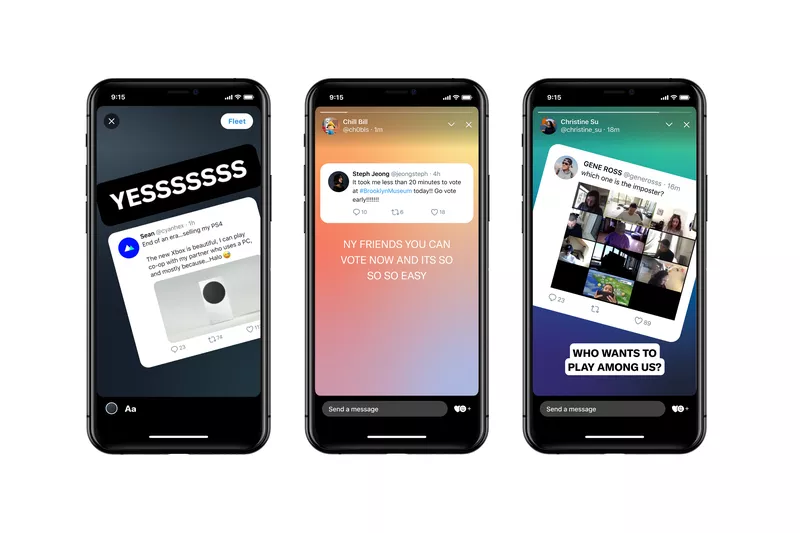 9:15
Fleet
YESSSSSSS
Sean @cyanhex · 1h
End of an era...selling my PS4
The new Xbox is beautiful, I can play
co-op with my partner who uses a PC,
and mostly because...Halo 😅
23
14
11
Aa
9:15
Chill Bill
@ch0bis · 1m
Steph Jeong @jeongsteph · 4h
It took me less than 20 minutes to vote
at #BrooklynMuseum today!! Go vote
early!!!!!!!
10
6
18
NY FRIENDS YOU CAN
VOTE NOW AND ITS SO
SO SO SO EASY
Send a message
9:15
Christine Su
@christine_su · 18m
GENE ROSS @generosss · 16m
which one is the imposter?
23
89
WHO WANTS TO
PLAY AMONG US?
Send a message